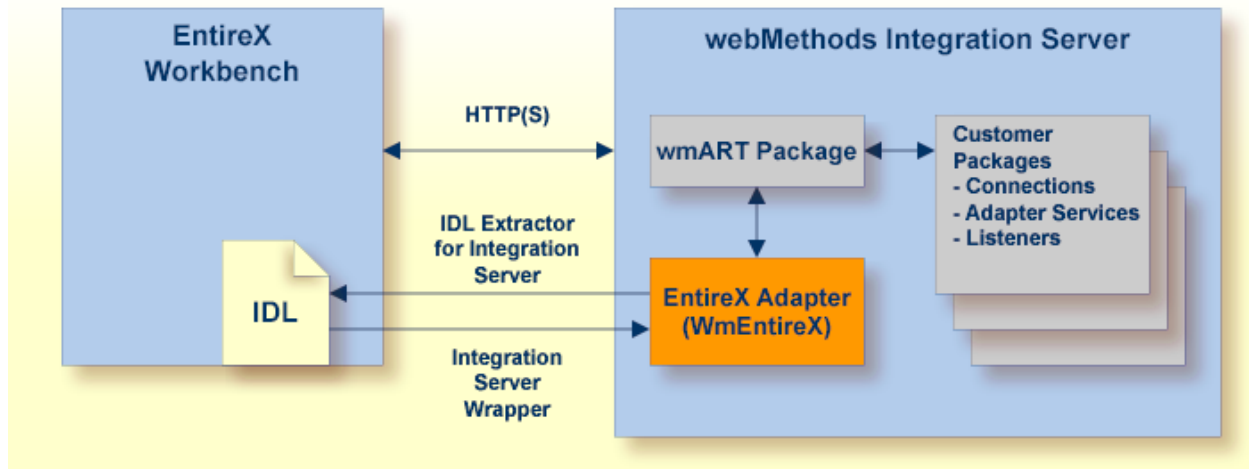 EntireX
Workbench
webMethods Integration Server
HTTP(S)
wmART Package
Customer
Packages
- Connections
- Adapter Services
- Listeners
IDL Extractor
for Integration
Server
IDL
EntireX Adapter
(WmEntireX)
Integration
Server
Wrapper